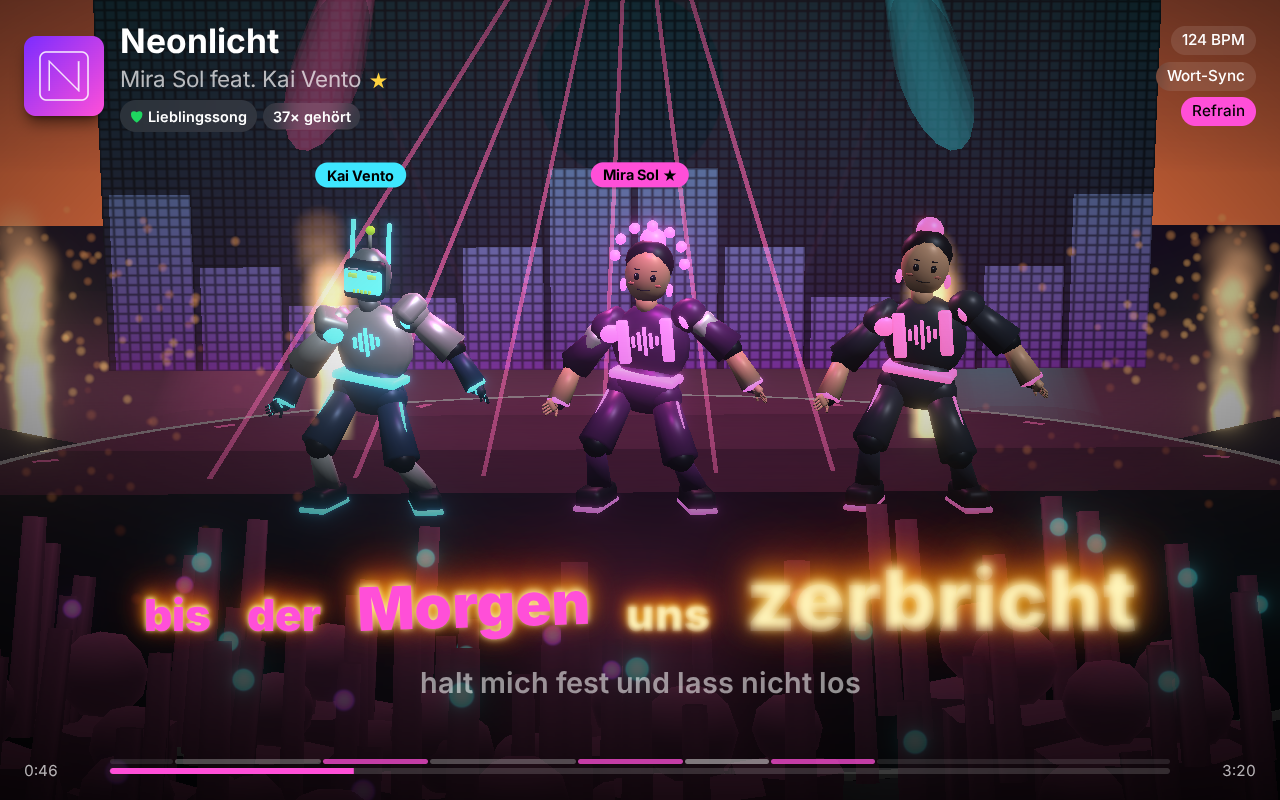 N
Neonlicht
Mira Sol feat. Kai Vento ★
Lieblingssong
37× gehört
124 BPM
Wort-Sync
Refrain
Kai Vento
Mira Sol ★
bis der Morgen uns zerbricht
halt mich fest und lass nicht los
0:46
3:20